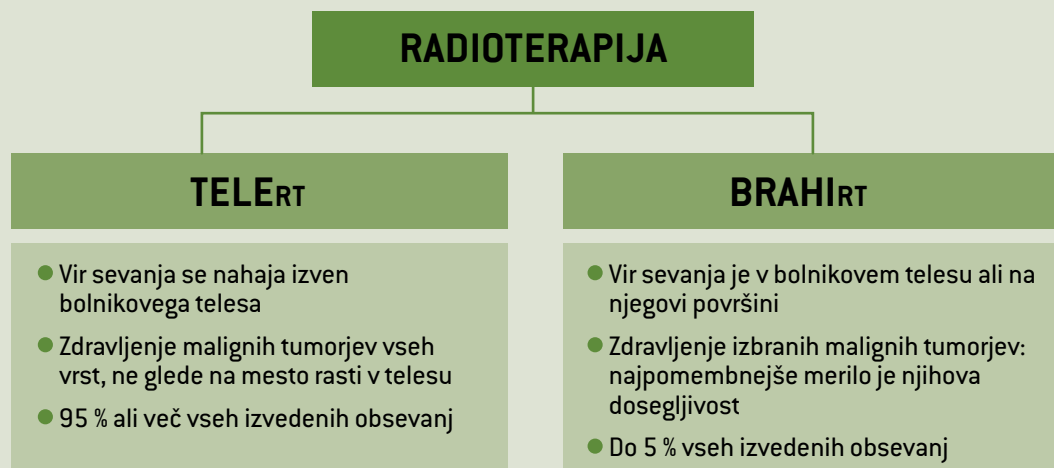 RADIOTERAPIJA
TELERT
● Vir sevanja se nahaja izven
bolnikovega telesa
● Zdravljenje malignih tumorjev vseh
vrst, ne glede na mesto rasti v telesu
● 95 % ali več vseh izvedenih obsevanj
BRAHIRT
● Vir sevanja je v bolnikovem telesu ali na
njegovi površini
● Zdravljenje izbranih malignih tumorjev:
najpomembnejše merilo je njihova
dosegljivost
● Do 5 % vseh izvedenih obsevanj